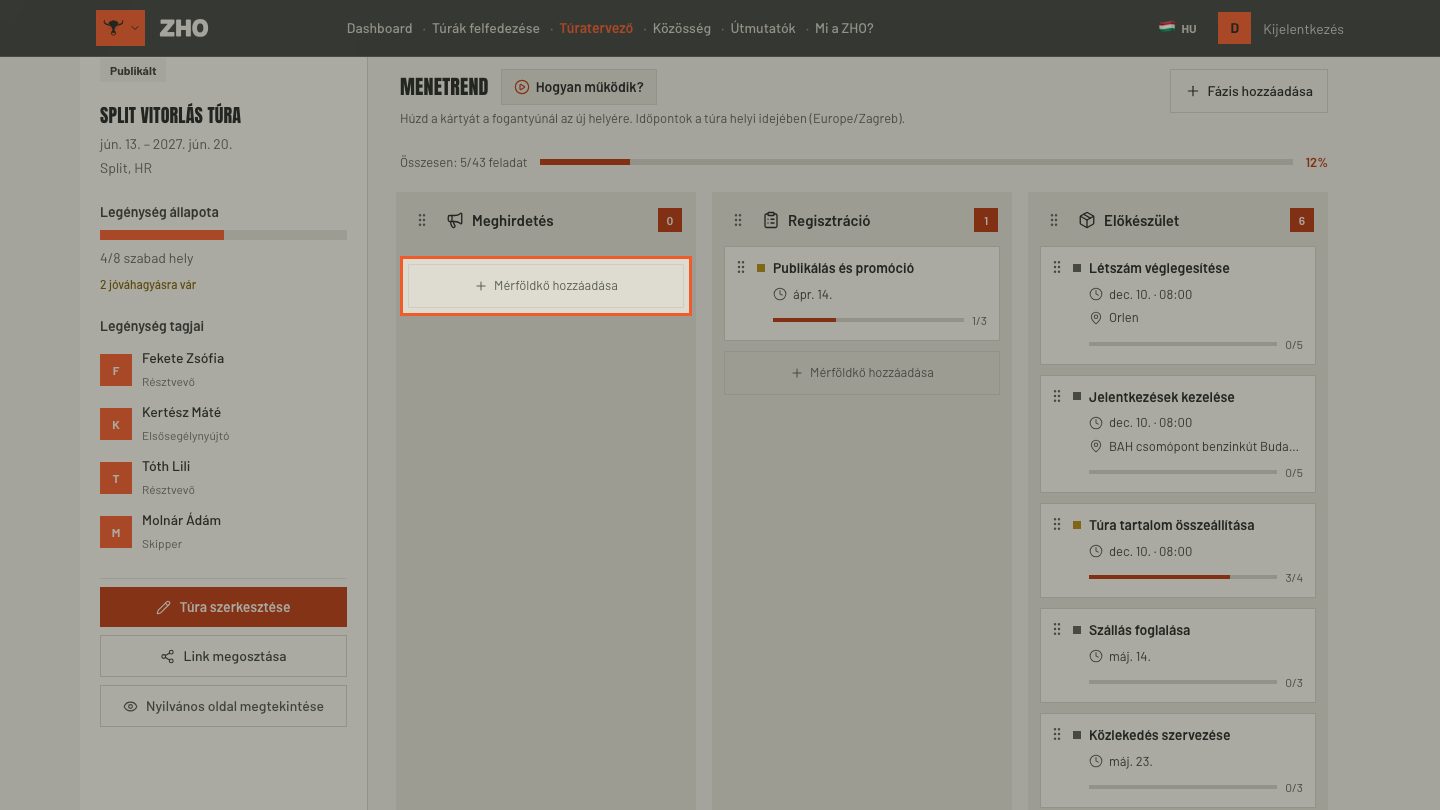 ZHO
Dashboard · Túrák felfedezése · Túratervező · Közösség · Útmutatók · Mi a ZHO?
HU
D
Kijelentkezés
Publikált
SPLIT VITORLÁS TÚRA
jún. 13. – 2027. jún. 20.
Split, HR
Legénység állapota
4/8 szabad hely
2 jóváhagyásra vár
Legénység tagjai
F
Fekete Zsófia
Résztvevő
K
Kertész Máté
Elsősegélynyújtó
T
Tóth Lili
Résztvevő
M
Molnár Ádám
Skipper
Túra szerkesztése
Link megosztása
Nyilvános oldal megtekintése
MENETREND
Hogyan működik?
Fázis hozzáadása
Húzd a kártyát a fogantyúnál az új helyére. Időpontok a túra helyi idejében (Europe/Zagreb).
Összesen: 5/43 feladat
12%
Meghirdetés
0
Mérföldkő hozzáadása
Regisztráció
1
Publikálás és promóció
ápr. 14.
1/3
Mérföldkő hozzáadása
Előkészület
6
Létszám véglegesítése
dec. 10. · 08:00
Orlen
0/5
Jelentkezések kezelése
dec. 10. · 08:00
BAH csomópont benzinkút Buda...
0/5
Túra tartalom összeállítása
dec. 10. · 08:00
3/4
Szállás foglalása
máj. 14.
0/3
Közlekedés szervezése
máj. 23.
0/3